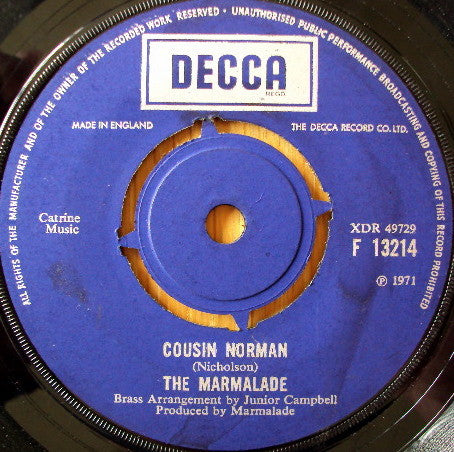 ALL RIGHTS OF THE MANUFACTURER AND OF THE OWNER OF THE RECORDED WORK RESERVED • UNAUTHORISED PUBLIC PERFORMANCE BROADCASTING AND COPYING OF THIS RECORD PROHIBITED
DECCA
REGD
MADE IN ENGLAND
THE DECCA RECORD CO. LTD.
Catrine
Music
XDR 49729
F 13214
℗ 1971
COUSIN NORMAN
(Nicholson)
THE MARMALADE
Brass Arrangement by Junior Campbell
Produced by Marmalade